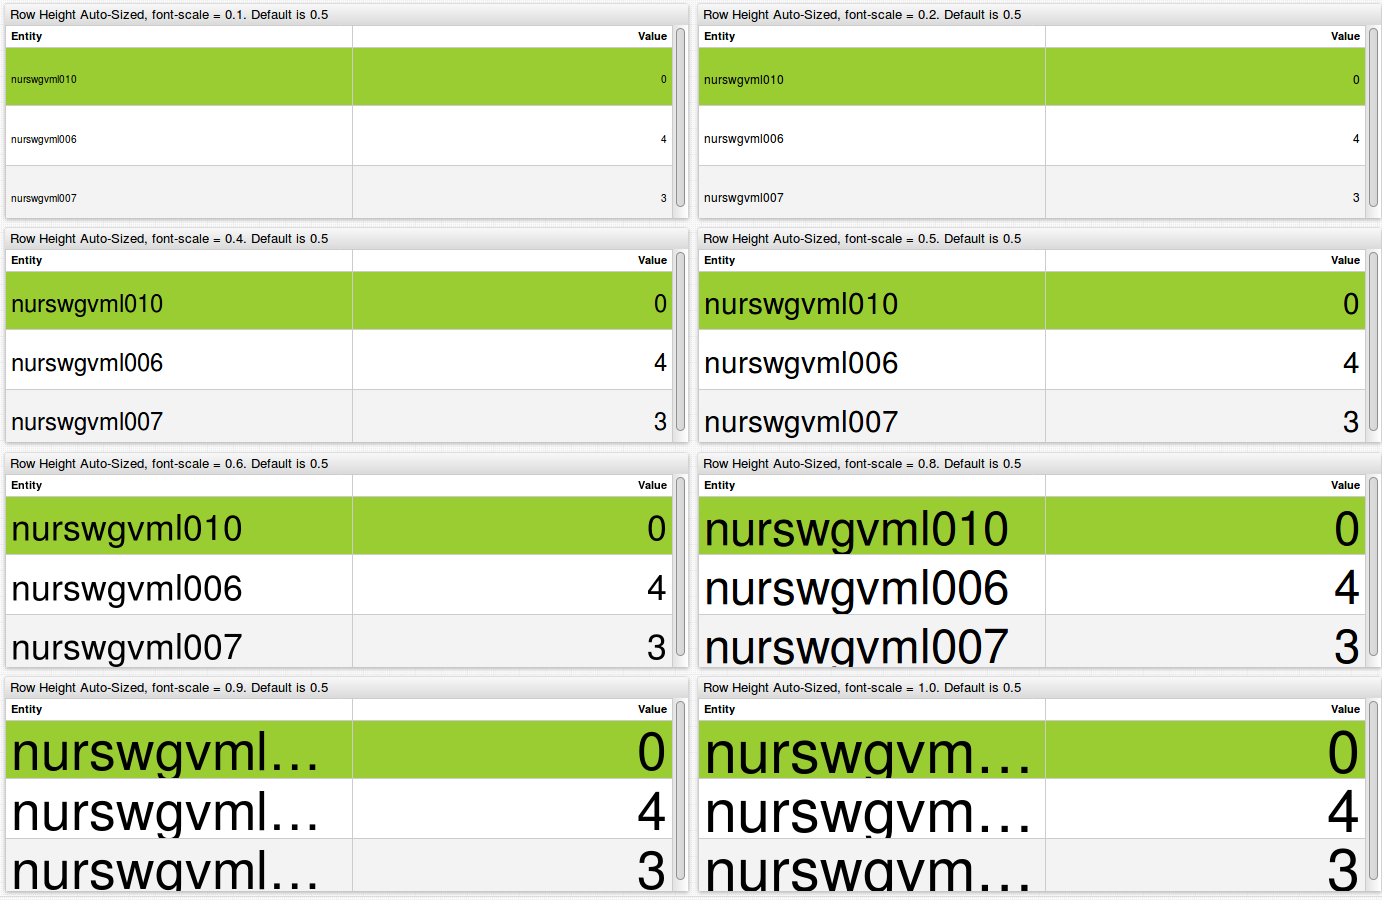 Row Height Auto-Sized, font-scale = 0.1. Default is 0.5
Entity Value
nurswgvml010 0
nurswgvml006 4
nurswgvml007 3
Row Height Auto-Sized, font-scale = 0.2. Default is 0.5
Entity Value
nurswgvml010 0
nurswgvml006 4
nurswgvml007 3
Row Height Auto-Sized, font-scale = 0.4. Default is 0.5
Entity Value
nurswgvml010 0
nurswgvml006 4
nurswgvml007 3
Row Height Auto-Sized, font-scale = 0.5. Default is 0.5
Entity Value
nurswgvml010 0
nurswgvml006 4
nurswgvml007 3
Row Height Auto-Sized, font-scale = 0.6. Default is 0.5
Entity Value
nurswgvml010 0
nurswgvml006 4
nurswgvml007 3
Row Height Auto-Sized, font-scale = 0.8. Default is 0.5
Entity Value
nurswgvml010 0
nurswgvml006 4
nurswgvml007 3
Row Height Auto-Sized, font-scale = 0.9. Default is 0.5
Entity Value
nurswgvml... 0
nurswgvml... 4
nurswgvml... 3
Row Height Auto-Sized, font-scale = 1.0. Default is 0.5
Entity Value
nurswgvm... 0
nurswgvm... 4
nurswgvm... 3